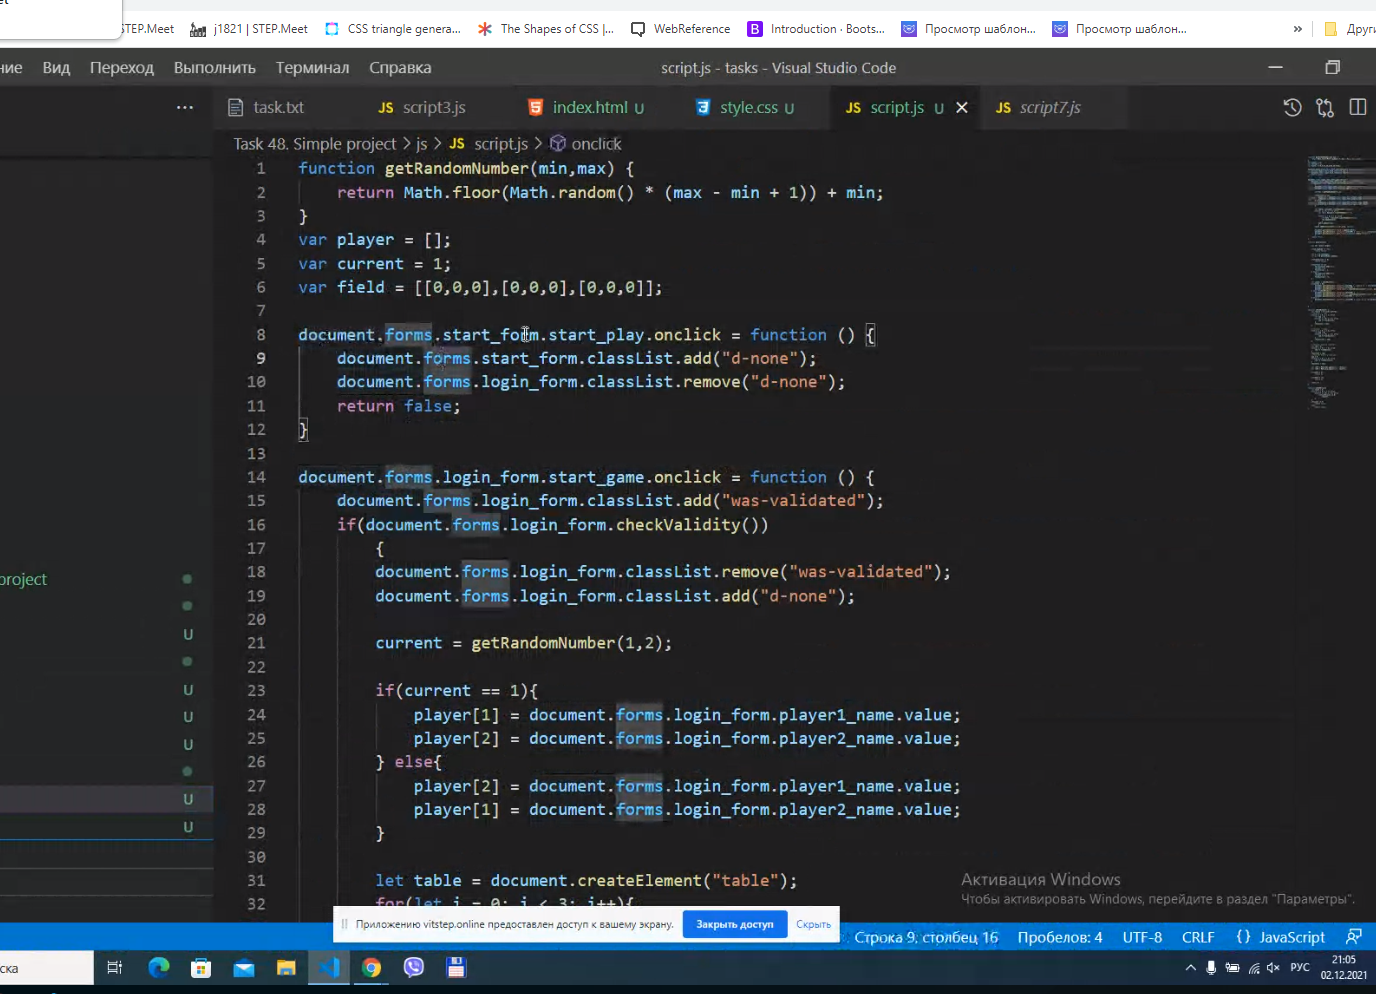 et
STEP.Meet
j1821 | STEP.Meet
CSS triangle genera...
The Shapes of CSS |...
WebReference
Introduction · Boots...
Просмотр шаблон...
Просмотр шаблон...
»
Други
ние Вид Переход Выполнить Терминал Справка
script.js - tasks - Visual Studio Code
... task.txt JS script3.js index.html U style.css U JS script.js U JS script7.js
Task 48. Simple project > js > JS script.js > onclick
1 function getRandomNumber(min,max) {
2 return Math.floor(Math.random() * (max - min + 1)) + min;
3 }
4 var player = [];
5 var current = 1;
6 var field = [[0,0,0],[0,0,0],[0,0,0]];
7
8 document.forms.start_form.start_play.onclick = function () {
9 document.forms.start_form.classList.add("d-none");
10 document.forms.login_form.classList.remove("d-none");
11 return false;
12 }
13
14 document.forms.login_form.start_game.onclick = function () {
15 document.forms.login_form.classList.add("was-validated");
16 if(document.forms.login_form.checkValidity())
17 {
18 document.forms.login_form.classList.remove("was-validated");
19 document.forms.login_form.classList.add("d-none");
20
21 current = getRandomNumber(1,2);
22
23 if(current == 1){
24 player[1] = document.forms.login_form.player1_name.value;
25 player[2] = document.forms.login_form.player2_name.value;
26 } else{
27 player[2] = document.forms.login_form.player1_name.value;
28 player[1] = document.forms.login_form.player2_name.value;
29 }
30
31 let table = document.createElement("table");
32 for(let i = 0; i < 3; i++){
project
U
U
U
U
U
U
Активация Windows
Чтобы активировать Windows, перейдите в раздел "Параметры".
Приложению vitstep.online предоставлен доступ к вашему экрану. Закрыть доступ Скрыть
Строка 9, столбец 16 Пробелов: 4 UTF-8 CRLF {} JavaScript
ска
РУС
21:05
02.12.2021